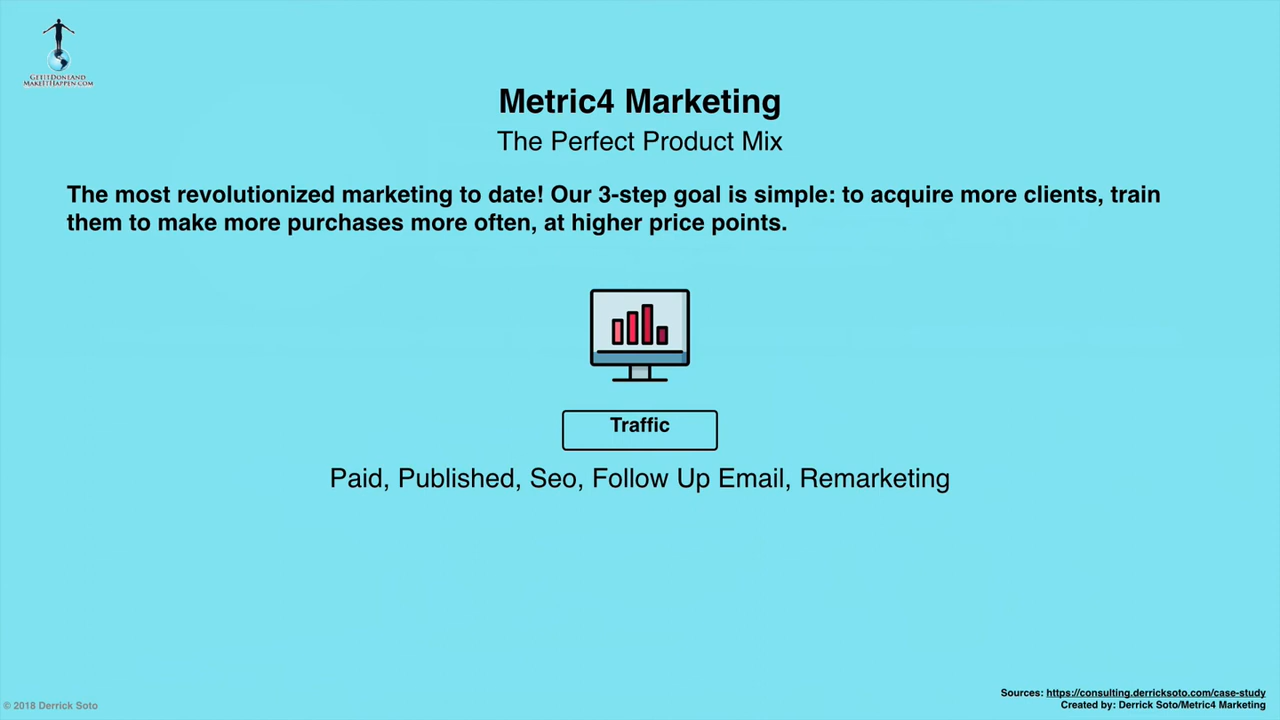 GETITDONEAND
MAKEITHAPPEN.COM
Metric4 Marketing
The Perfect Product Mix
The most revolutionized marketing to date! Our 3-step goal is simple: to acquire more clients, train
them to make more purchases more often, at higher price points.
Traffic
Paid, Published, Seo, Follow Up Email, Remarketing
Sources: https://consulting.derricksoto.com/case-study
© 2018 Derrick Soto
Created by: Derrick Soto/Metric4 Marketing